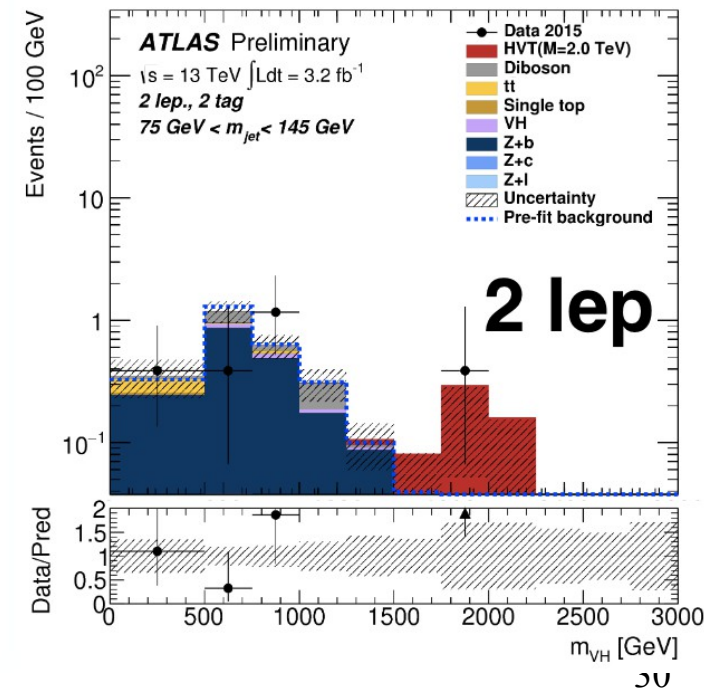 Events / 100 GeV
10²
10
1
10⁻¹
ATLAS Preliminary
√s = 13 TeV ∫Ldt = 3.2 fb⁻¹
2 lep., 2 tag
75 GeV < m_jet < 145 GeV
Data 2015
HVT(M=2.0 TeV)
Diboson
tt
Single top
VH
Z+b
Z+c
Z+l
Uncertainty
Pre-fit background
2 lep
Data/Pred
2
1.5
1
0.5
0
0 500 1000 1500 2000 2500 3000
m_VH [GeV]